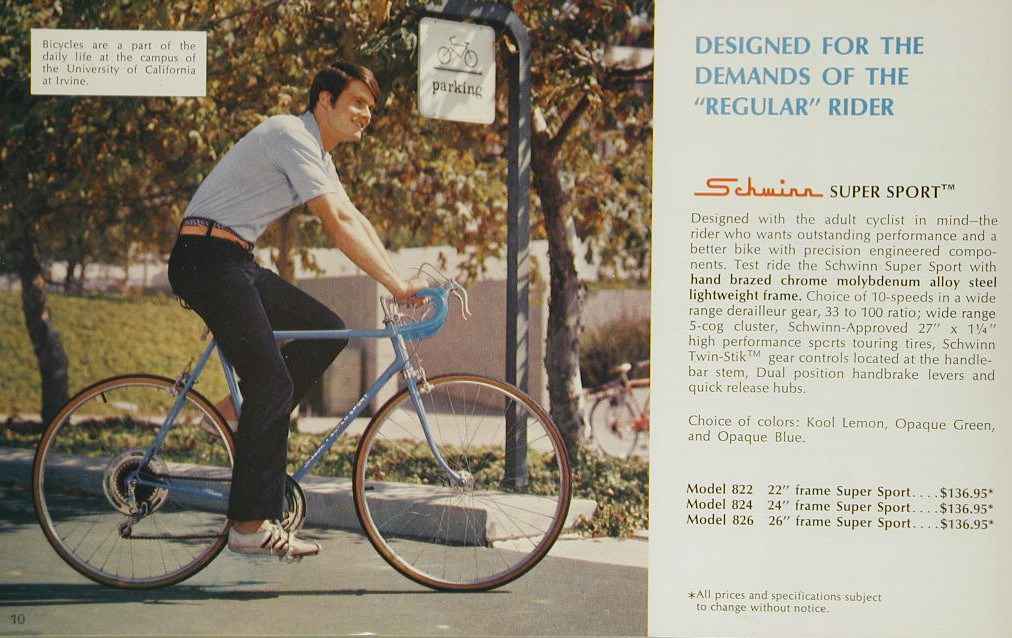 Bicycles are a part of the
daily life at the campus of
the University of California
at Irvine.
parking
DESIGNED FOR THE
DEMANDS OF THE
“REGULAR” RIDER
Schwinn SUPER SPORT™
Designed with the adult cyclist in mind—the
rider who wants outstanding performance and a
better bike with precision engineered compo-
nents. Test ride the Schwinn Super Sport with
hand brazed chrome molybdenum alloy steel
lightweight frame. Choice of 10-speeds in a wide
range derailleur gear, 33 to 100 ratio; wide range
5-cog cluster, Schwinn-Approved 27” x 1¼”
high performance sports touring tires, Schwinn
Twin-Stik™ gear controls located at the handle-
bar stem, Dual position handbrake levers and
quick release hubs.
Choice of colors: Kool Lemon, Opaque Green,
and Opaque Blue.
Model 822 22” frame Super Sport....$136.95*
Model 824 24” frame Super Sport....$136.95*
Model 826 26” frame Super Sport....$136.95*
*All prices and specifications subject
to change without notice.
10